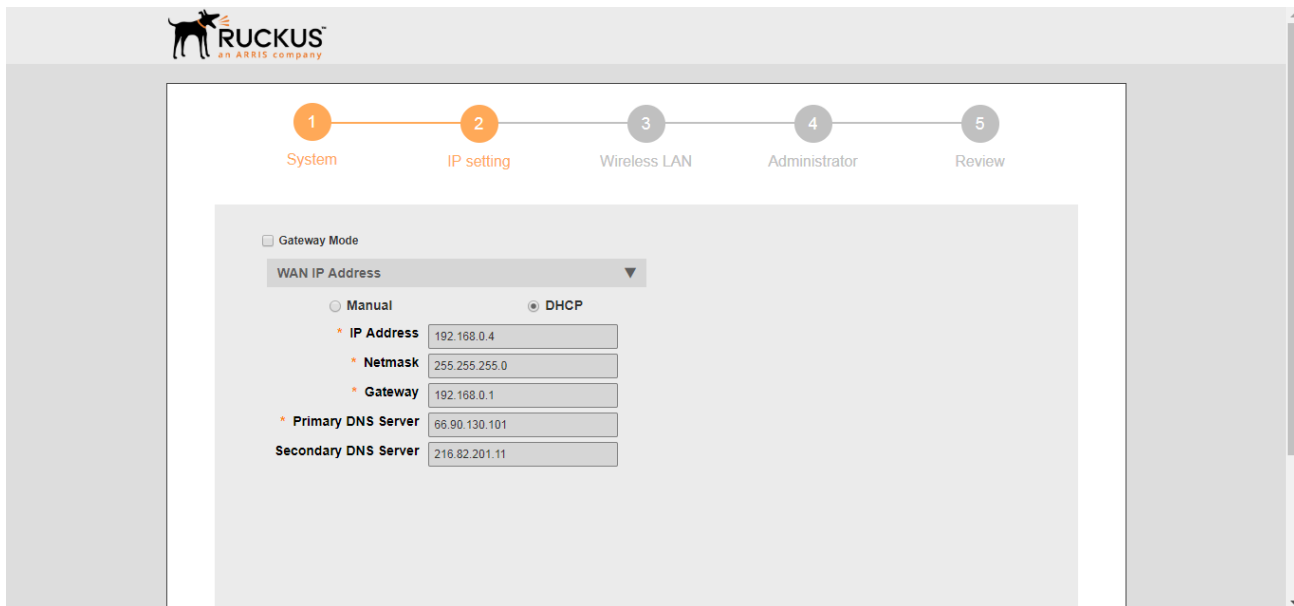 RUCKUS™
an ARRIS company
1 2 3 4 5
System IP setting Wireless LAN Administrator Review
Gateway Mode
WAN IP Address ▼
Manual DHCP
* IP Address 192.168.0.4
* Netmask 255.255.255.0
* Gateway 192.168.0.1
* Primary DNS Server 66.90.130.101
Secondary DNS Server 216.82.201.11